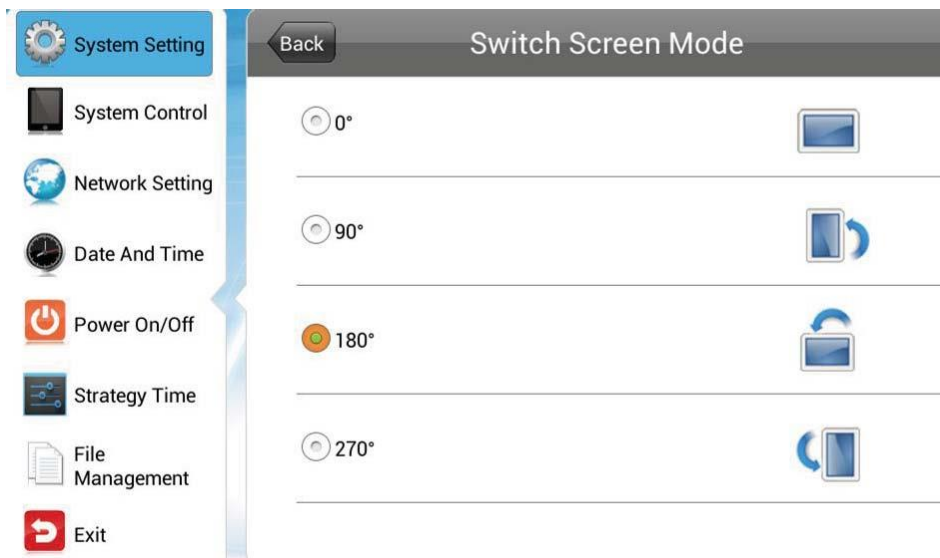 System Setting
System Control
Network Setting
Date And Time
Power On/Off
Strategy Time
File
Management
Exit
Back
Switch Screen Mode
0°
90°
180°
270°